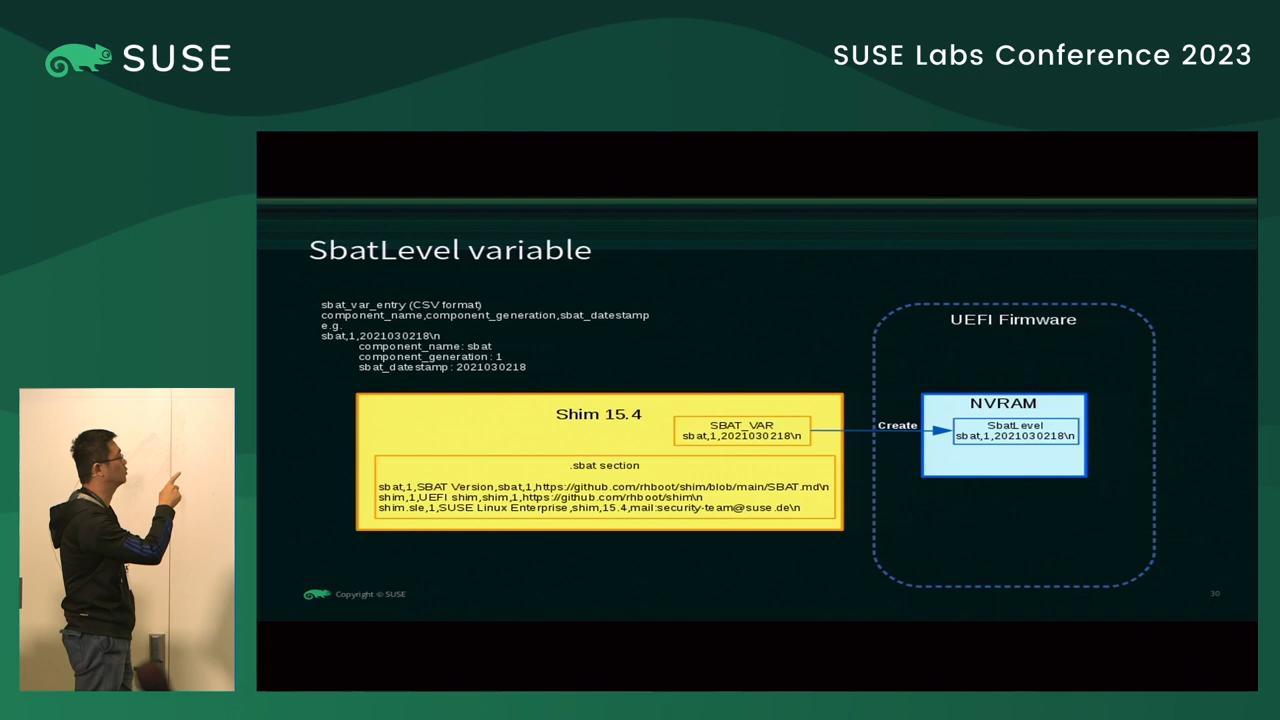 SUSE
SUSE Labs Conference 2023
SbatLevel variable
sbat_var_entry (CSV format)
component_name,component_generation,sbat_datestamp
e.g.
sbat,1,2021030218\n
component_name: sbat
component_generation: 1
sbat_datestamp: 2021030218
UEFI Firmware
Shim 15.4
SBAT_VAR
sbat,1,2021030218\n
Create
NVRAM
SbatLevel
sbat,1,2021030218\n
.sbat section
sbat,1,SBAT Version,sbat,1,https://github.com/rhboot/shim/blob/main/SBAT.md\n
shim,1,UEFI shim,shim,1,https://github.com/rhboot/shim\n
shim.sle,1,SUSE Linux Enterprise,shim,15.4,mail:security-team@suse.de\n
Copyright © SUSE
30